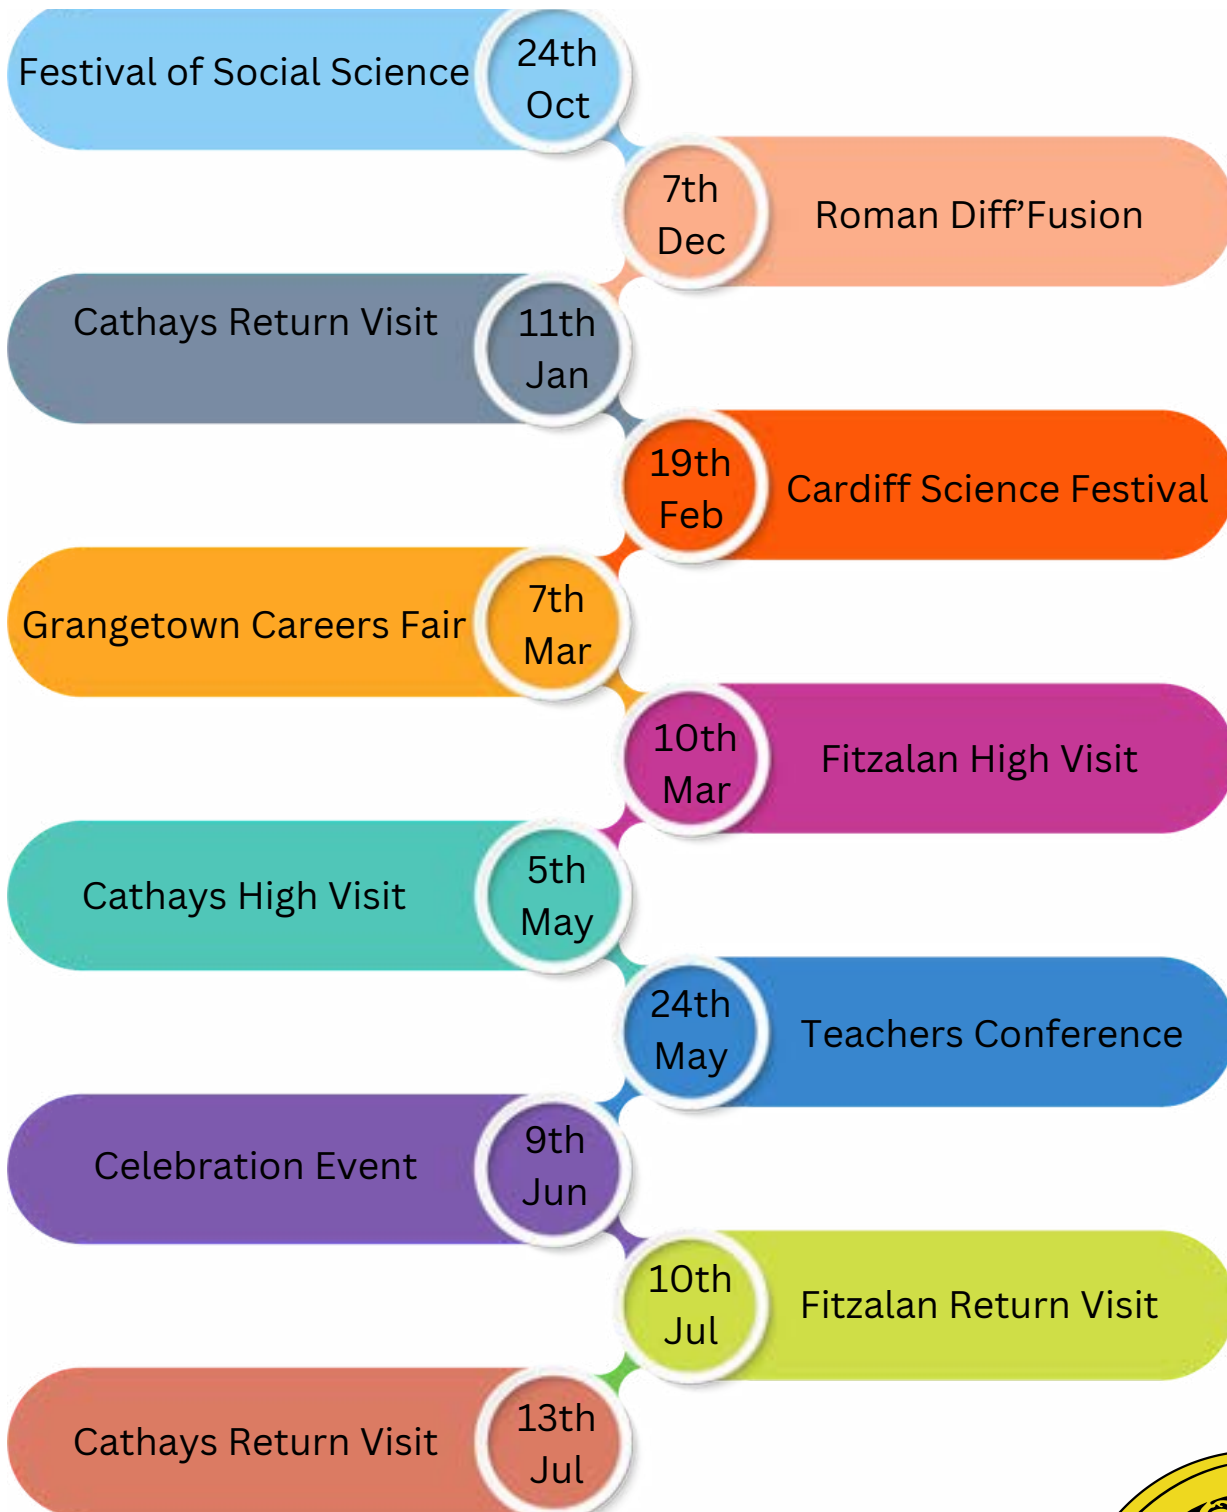 Festival of Social Science
24th
Oct
7th
Dec
Roman Diff’Fusion
Cathays Return Visit
11th
Jan
19th
Feb
Cardiff Science Festival
Grangetown Careers Fair
7th
Mar
10th
Mar
Fitzalan High Visit
Cathays High Visit
5th
May
24th
May
Teachers Conference
Celebration Event
9th
Jun
10th
Jul
Fitzalan Return Visit
Cathays Return Visit
13th
Jul